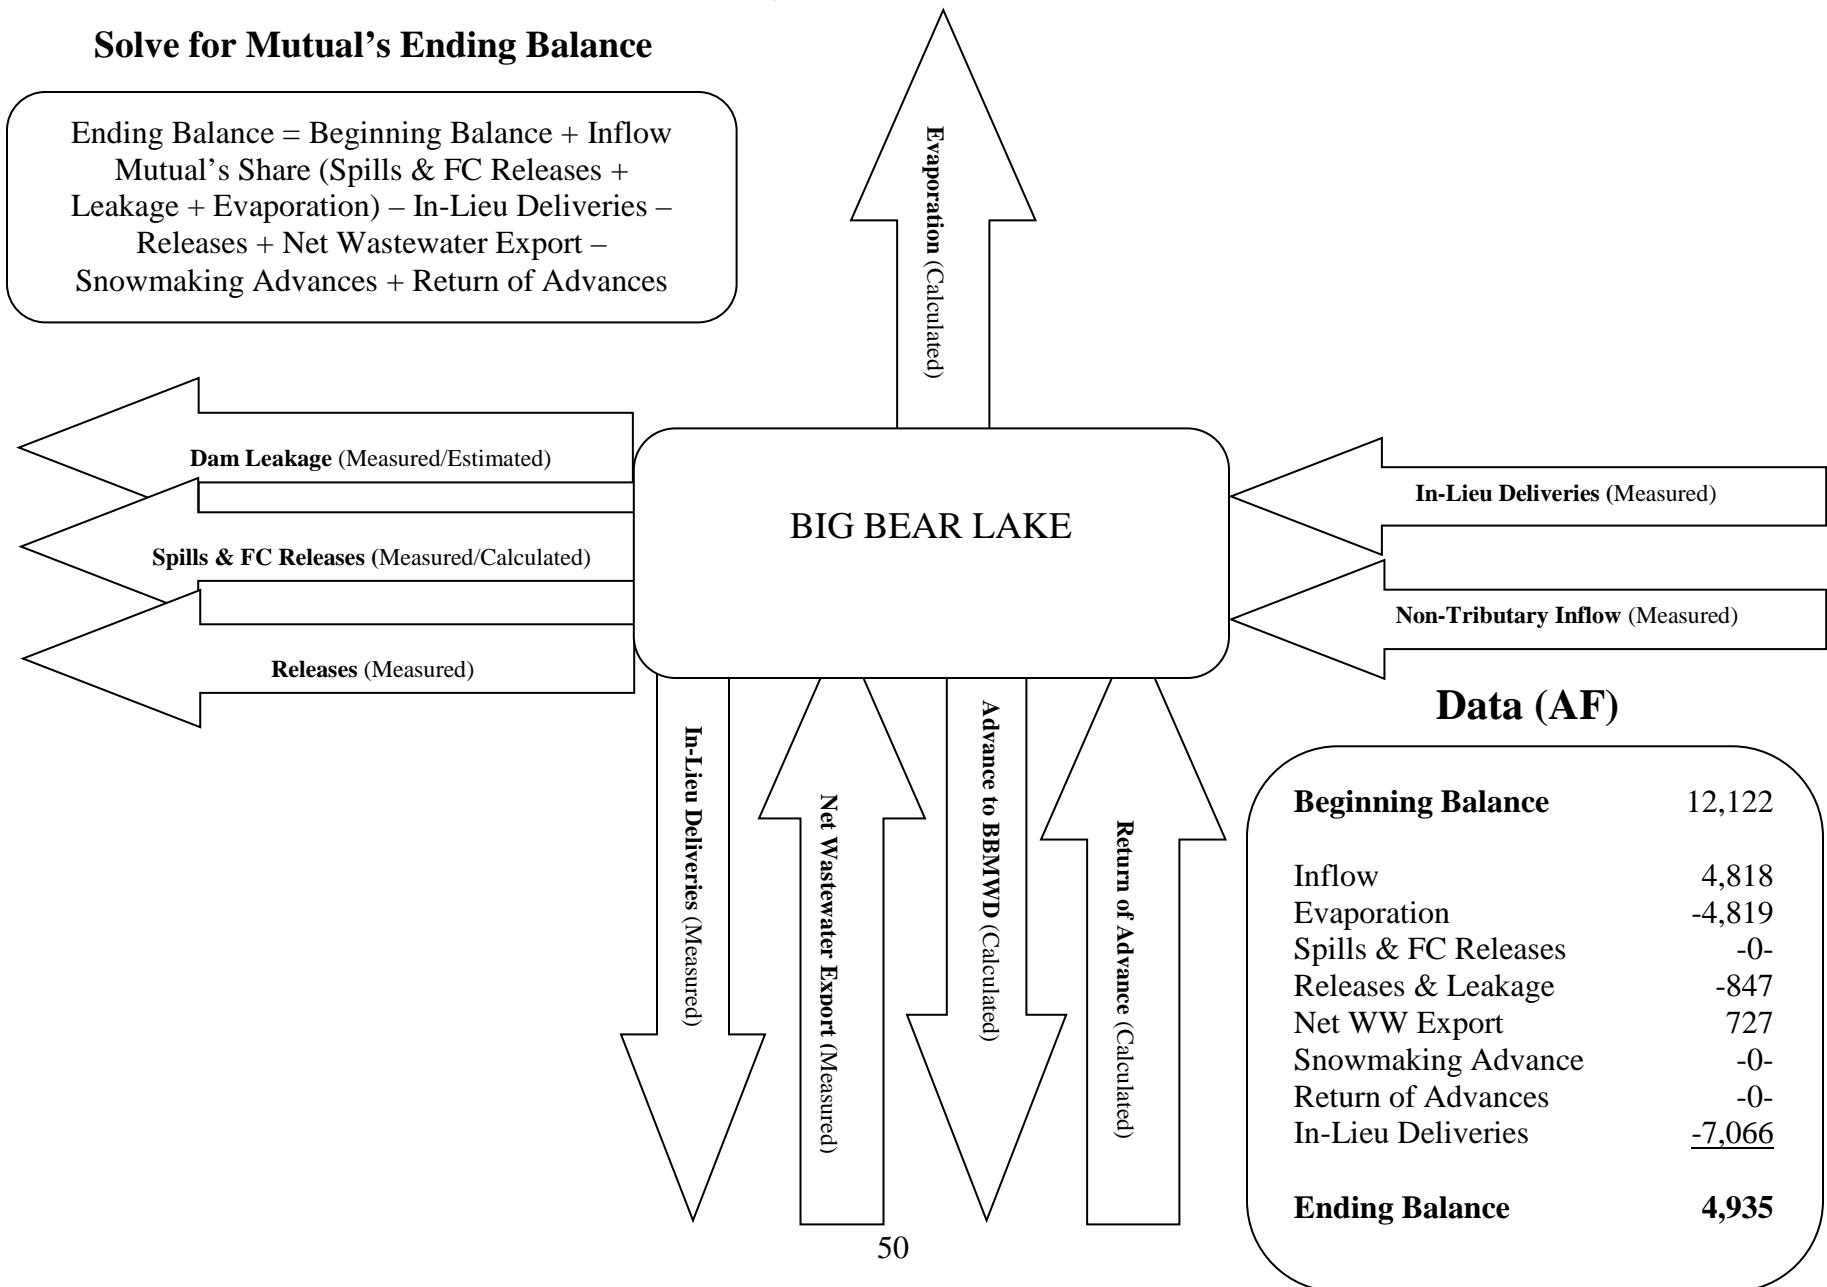 Solve for Mutual's Ending Balance
Ending Balance = Beginning Balance + Inflow
Mutual's Share (Spills & FC Releases +
Leakage + Evaporation) – In-Lieu Deliveries –
Releases + Net Wastewater Export –
Snowmaking Advances + Return of Advances
Evaporation (Calculated)
Dam Leakage (Measured/Estimated)
Spills & FC Releases (Measured/Calculated)
Releases (Measured)
BIG BEAR LAKE
In-Lieu Deliveries (Measured)
Non-Tributary Inflow (Measured)
In-Lieu Deliveries (Measured)
Net Wastewater Export (Measured)
Advance to BBMWD (Calculated)
Return of Advance (Calculated)
Data (AF)
Beginning Balance 12,122
Inflow 4,818
Evaporation -4,819
Spills & FC Releases -0-
Releases & Leakage -847
Net WW Export 727
Snowmaking Advance -0-
Return of Advances -0-
In-Lieu Deliveries -7,066
Ending Balance 4,935
50